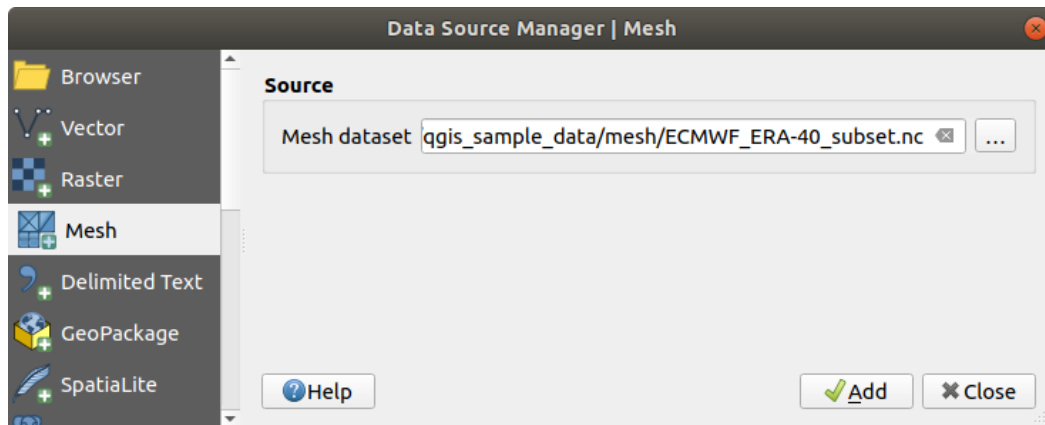 Data Source Manager | Mesh
Browser
Vector
Raster
Mesh
Delimited Text
GeoPackage
SpatiaLite
Source
Mesh dataset qgis_sample_data/mesh/ECMWF_ERA-40_subset.nc ...
Help Add Close